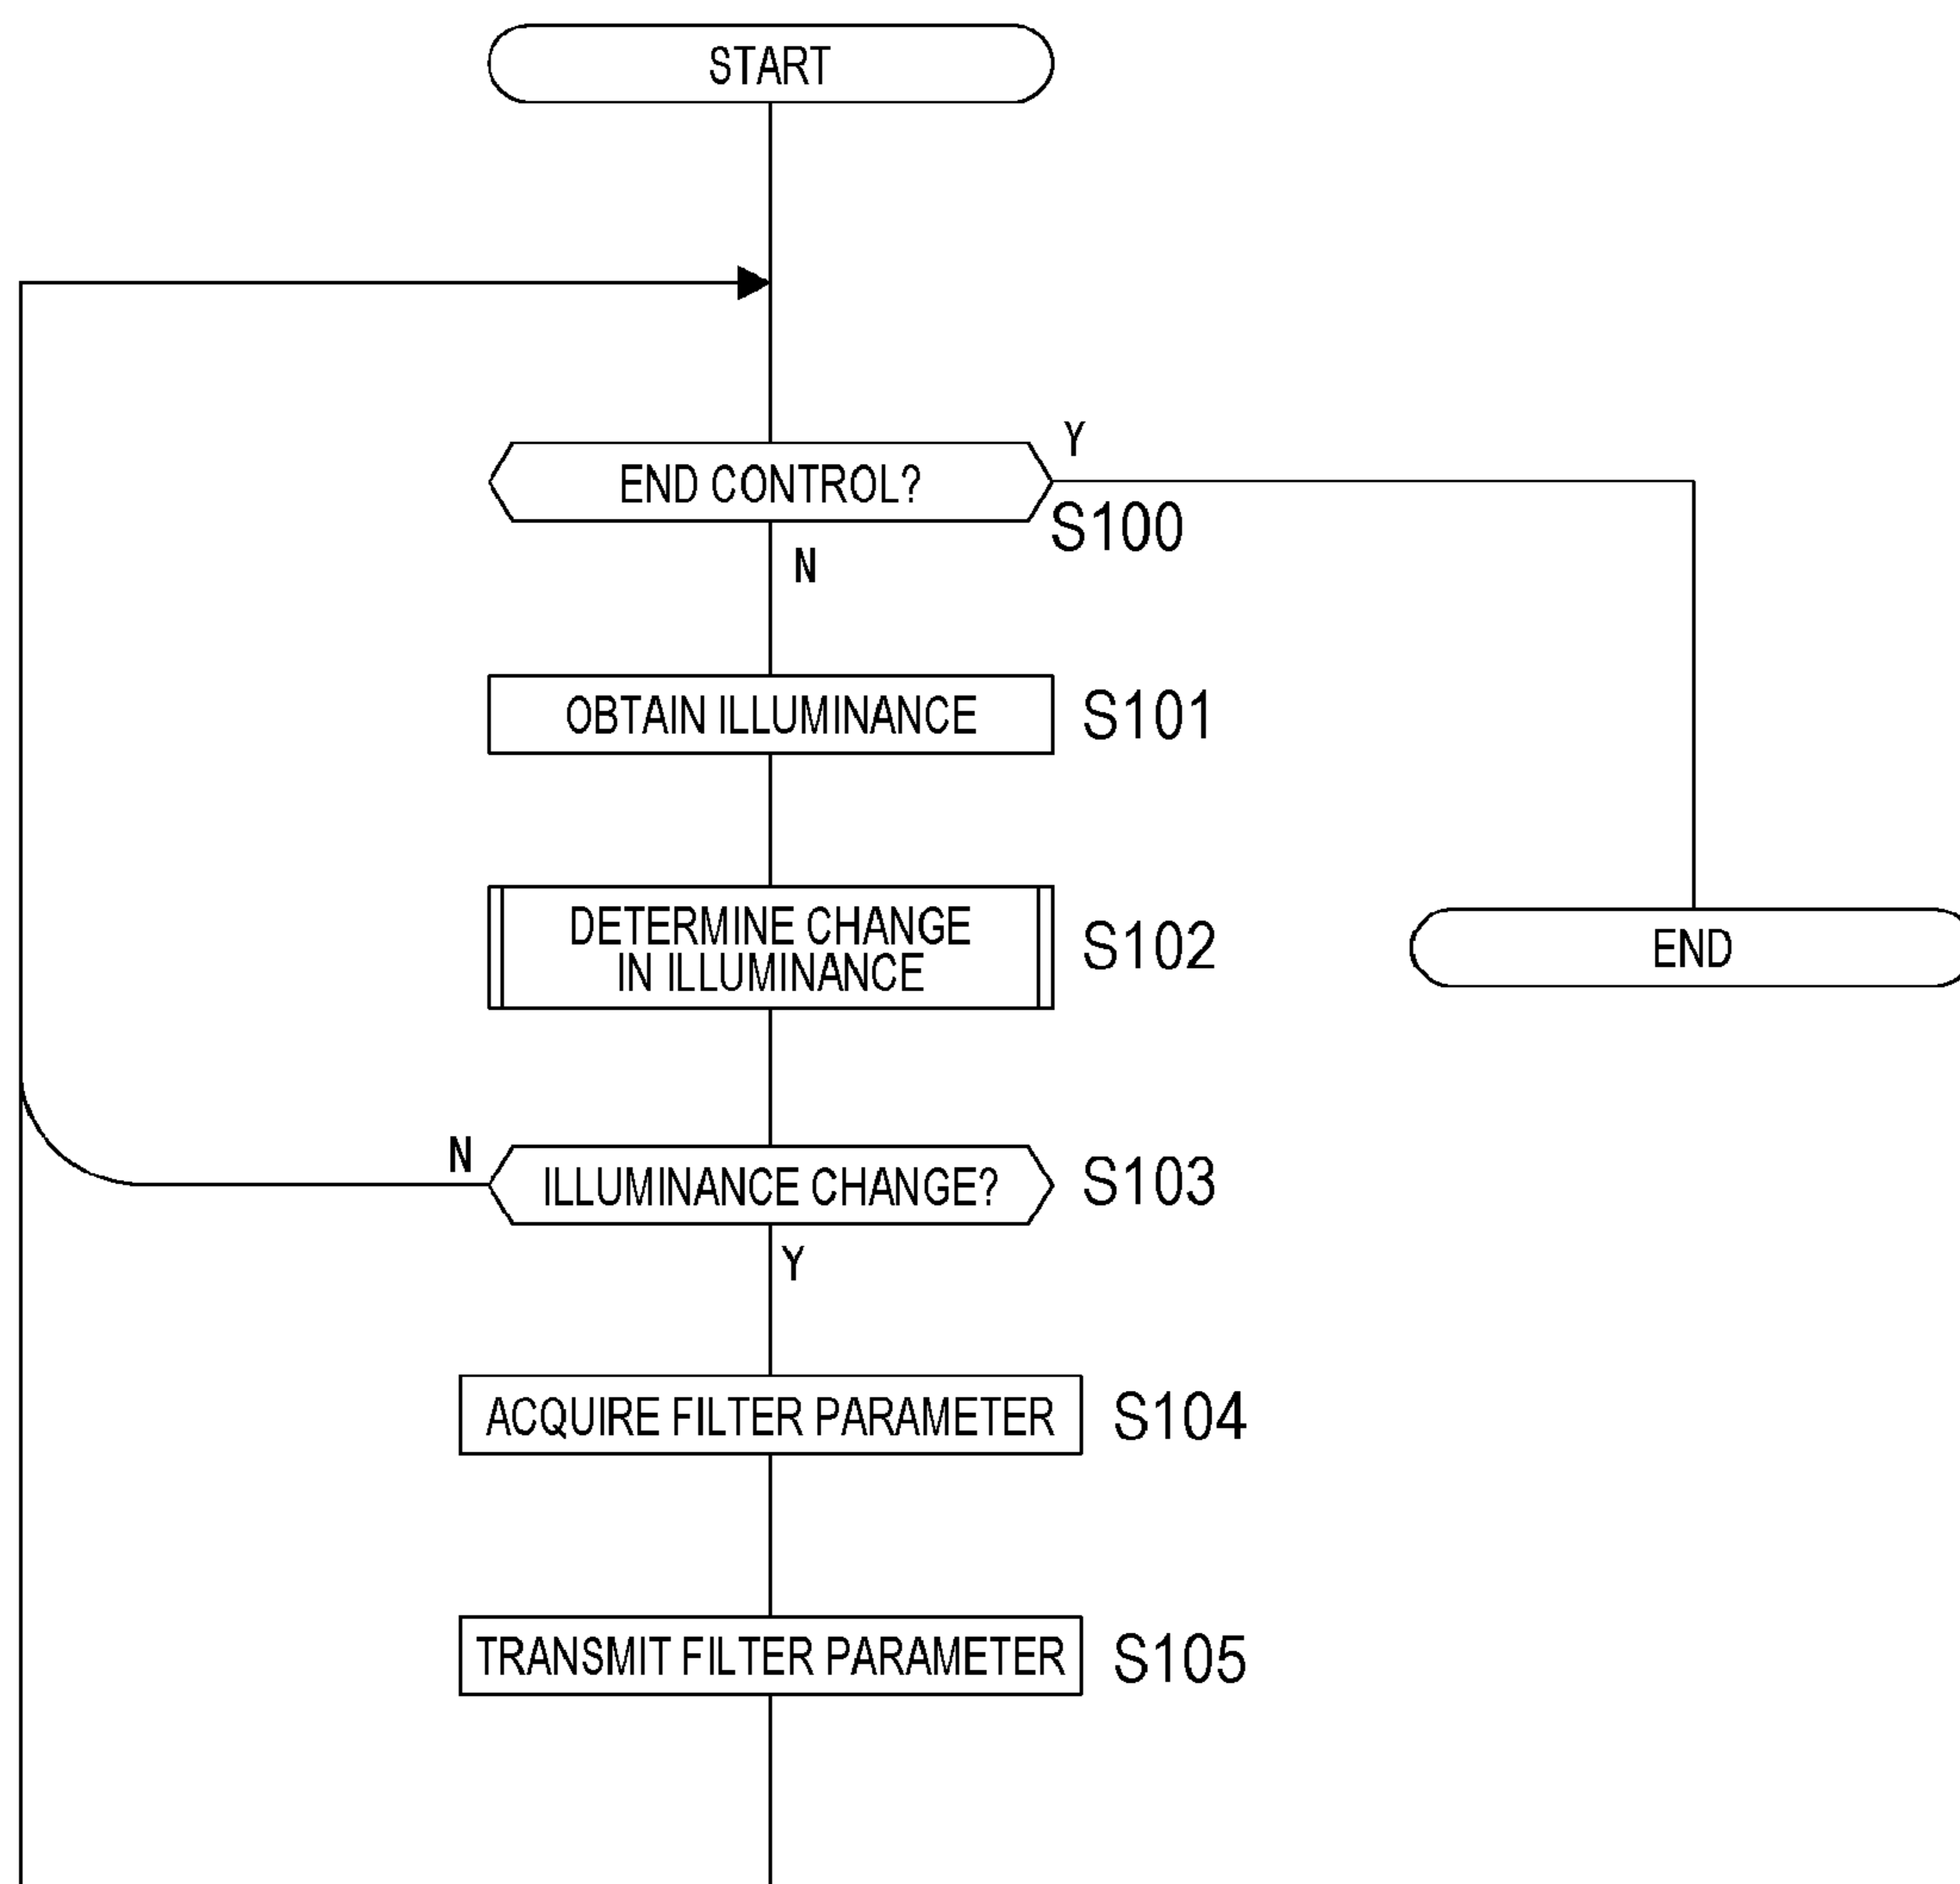 START
Y
END CONTROL?
S100
N
OBTAIN ILLUMINANCE
S101
DETERMINE CHANGE
IN ILLUMINANCE
S102
END
N
ILLUMINANCE CHANGE?
S103
Y
ACQUIRE FILTER PARAMETER
S104
TRANSMIT FILTER PARAMETER
S105